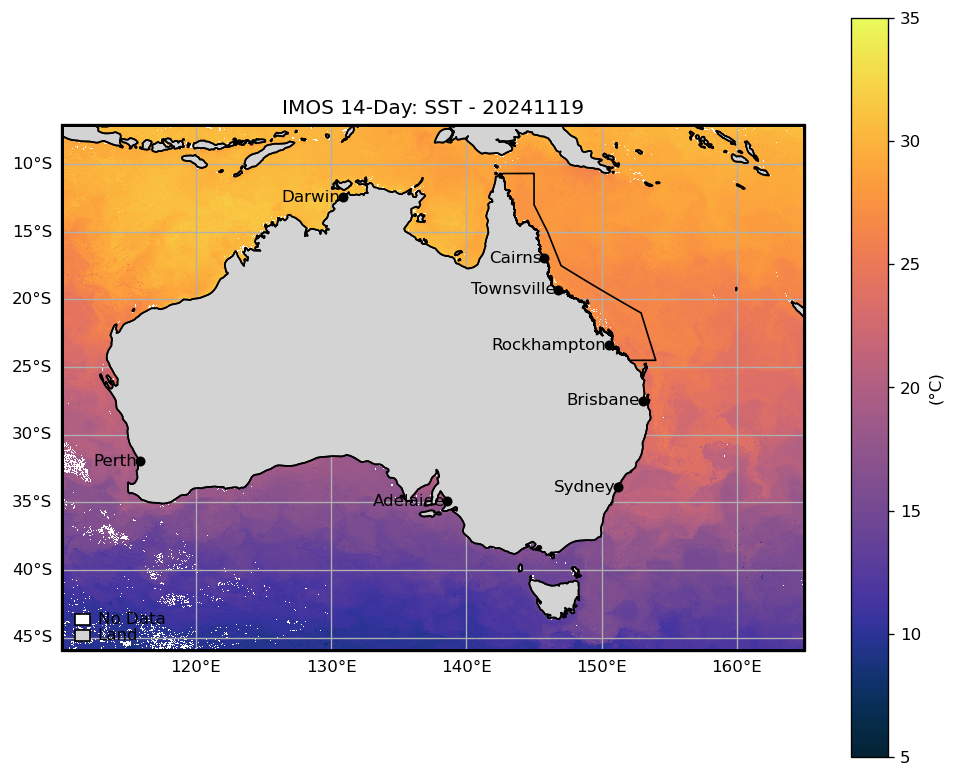 35
IMOS 14-Day: SST - 20241119
10°S
30
Darwin
15°S
Cairns
25
Townsville
20°S
Rockhampton
25°S
20
(°C)
Brisbane
30°S
Perth
Sydney
Adelaide
35°S
15
40°S
No Data
Land
45°S
10
120°E 130°E 140°E 150°E 160°E
5